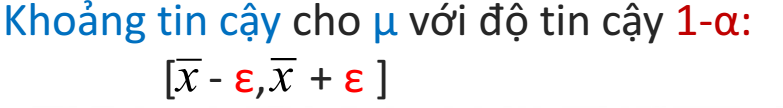 Khoảng tin cậy cho μ với độ tin cậy 1-α:
[x̅ - ε, x̅ + ε ]